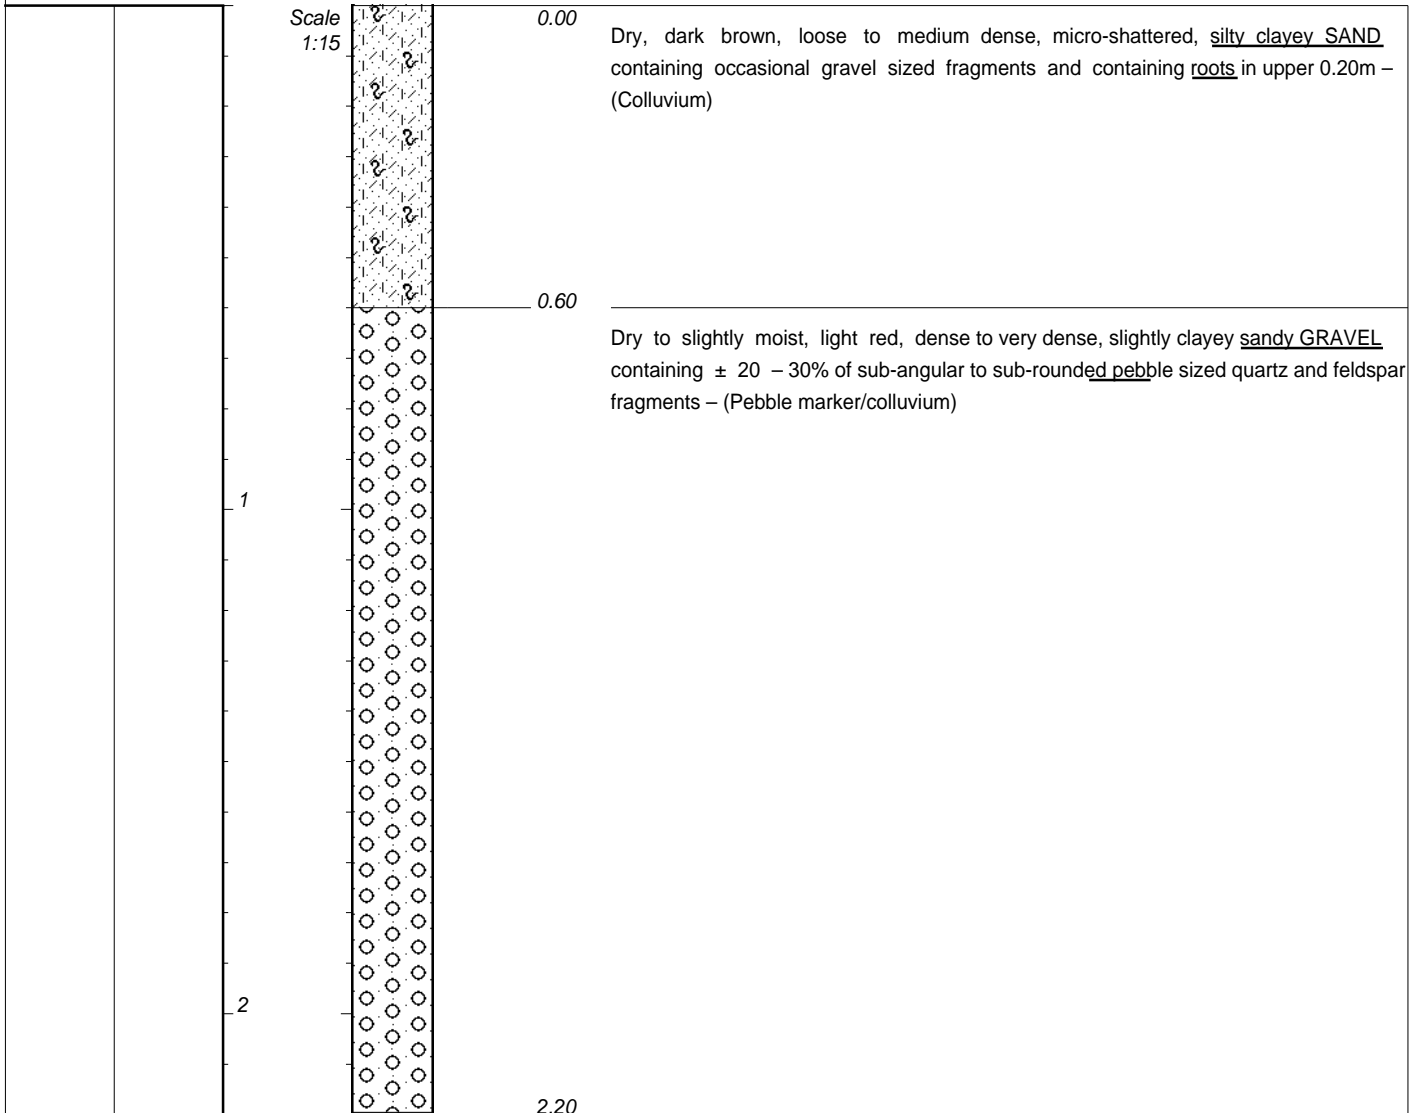 Scale
1:15
0.00
Dry, dark brown, loose to medium dense, micro-shattered, silty clayey SAND
containing occasional gravel sized fragments and containing roots in upper 0.20m –
(Colluvium)
0.60
Dry to slightly moist, light red, dense to very dense, slightly clayey sandy GRAVEL
containing ± 20 – 30% of sub-angular to sub-rounded pebble sized quartz and feldspar
fragments – (Pebble marker/colluvium)
1
2
2.20